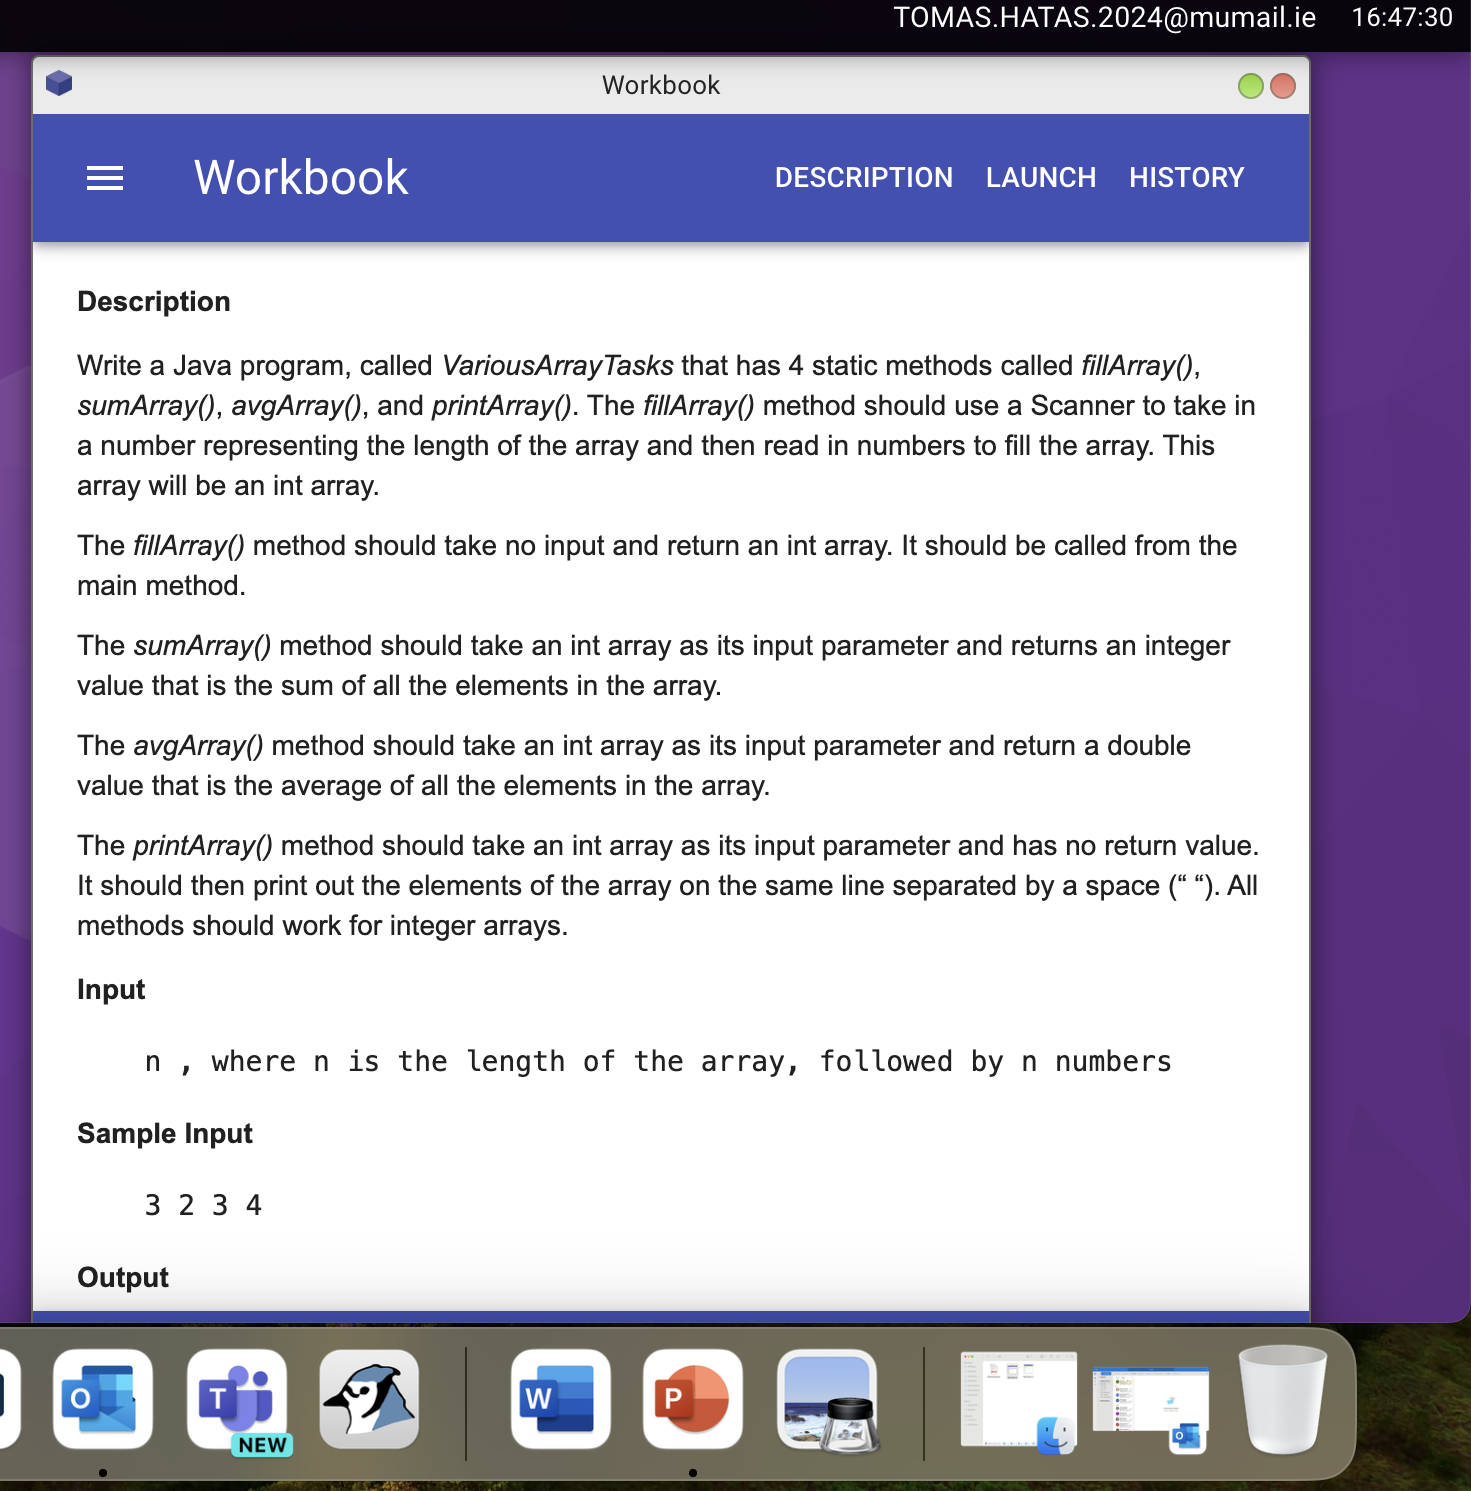 TOMAS.HATAS.2024@mumail.ie 16:47:30
Workbook
Workbook DESCRIPTION LAUNCH HISTORY
Description
Write a Java program, called VariousArrayTasks that has 4 static methods called fillArray(),
sumArray(), avgArray(), and printArray(). The fillArray() method should use a Scanner to take in
a number representing the length of the array and then read in numbers to fill the array. This
array will be an int array.
The fillArray() method should take no input and return an int array. It should be called from the
main method.
The sumArray() method should take an int array as its input parameter and returns an integer
value that is the sum of all the elements in the array.
The avgArray() method should take an int array as its input parameter and return a double
value that is the average of all the elements in the array.
The printArray() method should take an int array as its input parameter and has no return value.
It should then print out the elements of the array on the same line separated by a space (“ “). All
methods should work for integer arrays.
Input
n , where n is the length of the array, followed by n numbers
Sample Input
3 2 3 4
Output
O T NEW W P O